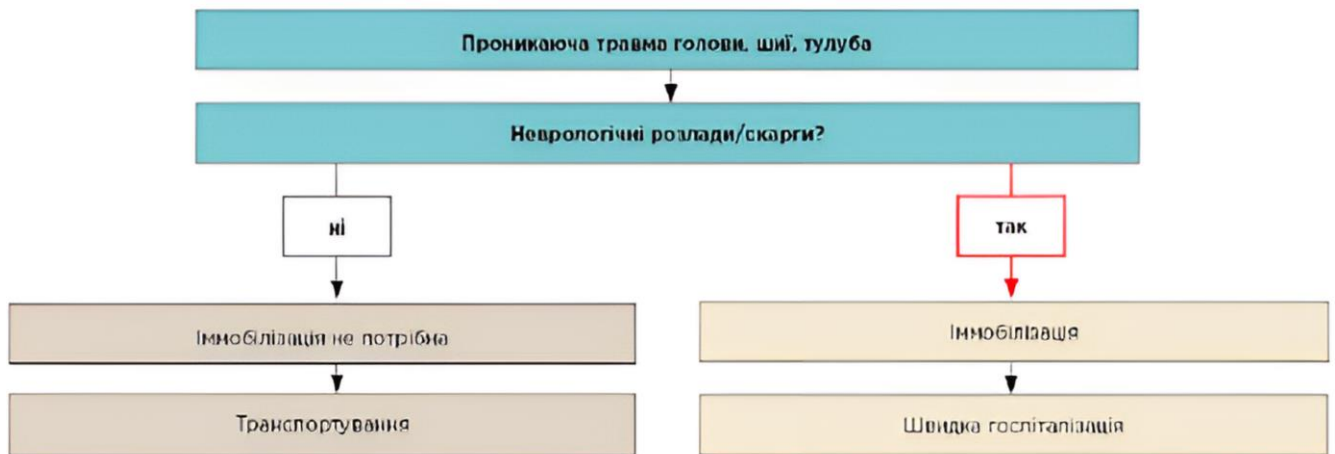 Проникаюча травма голови, шиї, тулуба
Неврологічні розлади/скарги?
ні
так
Іммобілізація не потрібна
Іммобілізація
Транспортування
Швидка госпіталізація